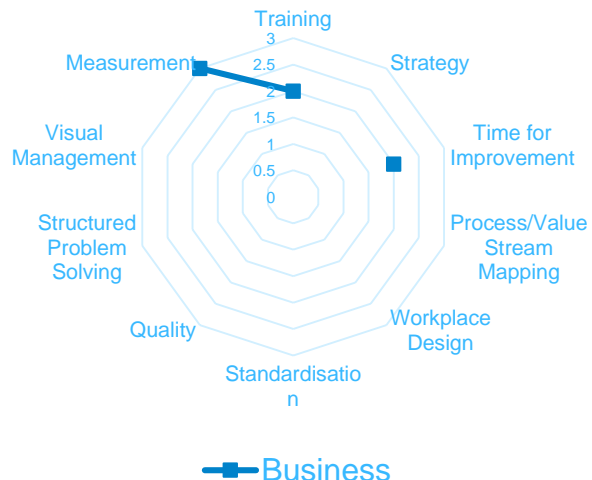 Training
Strategy
Time for
Improvement
Process/Value
Stream
Mapping
Workplace
Design
Standardisatio
n
Quality
Structured
Problem
Solving
Visual
Management
Measurement
3
2.5
2
1.5
1
0.5
0
Business